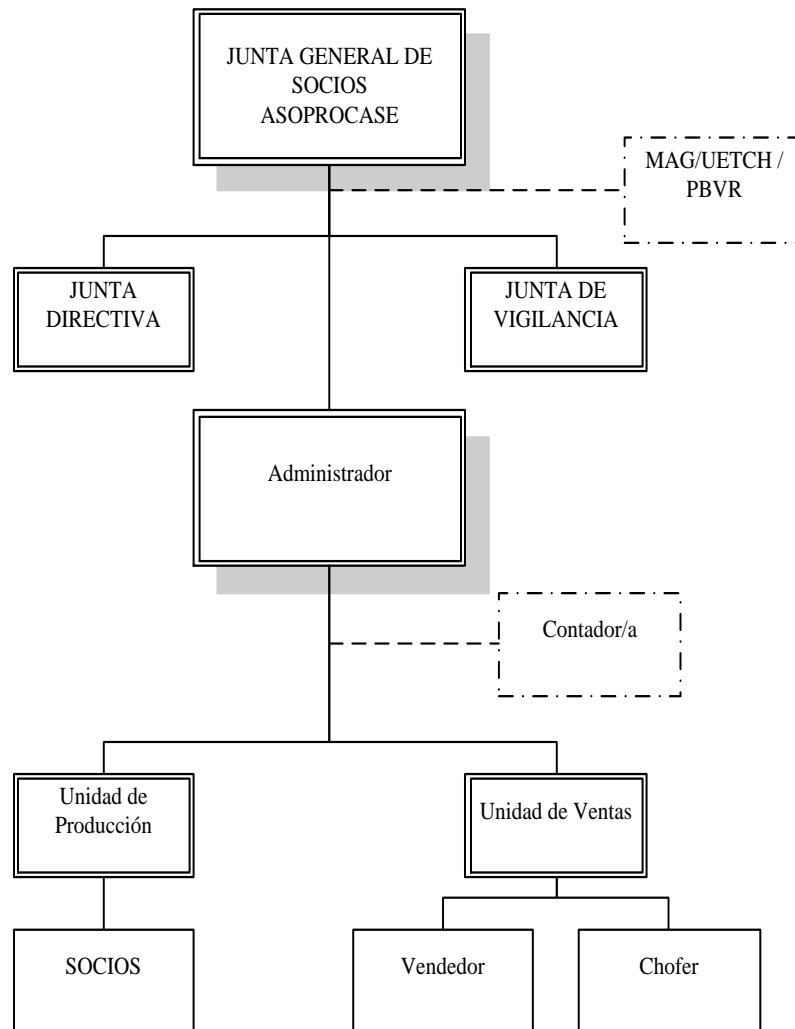 JUNTA GENERAL DE
SOCIOS
ASOPROCASE
MAG/UETCH /
PBVR
JUNTA
DIRECTIVA
JUNTA DE
VIGILANCIA
Administrador
Contador/a
Unidad de
Producción
Unidad de Ventas
SOCIOS
Vendedor
Chofer